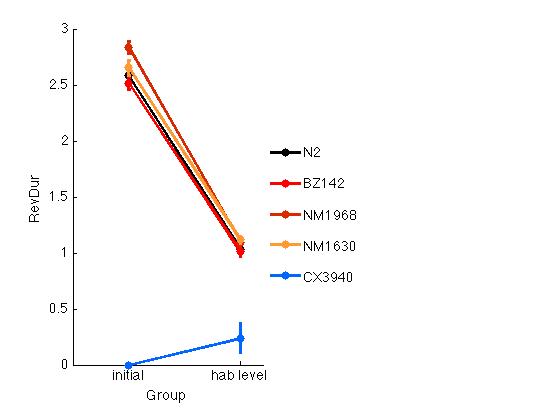 3
2.5
2
1.5
1
0.5
0
RevDur
initial hab level
Group
N2
BZ142
NM1968
NM1630
CX3940